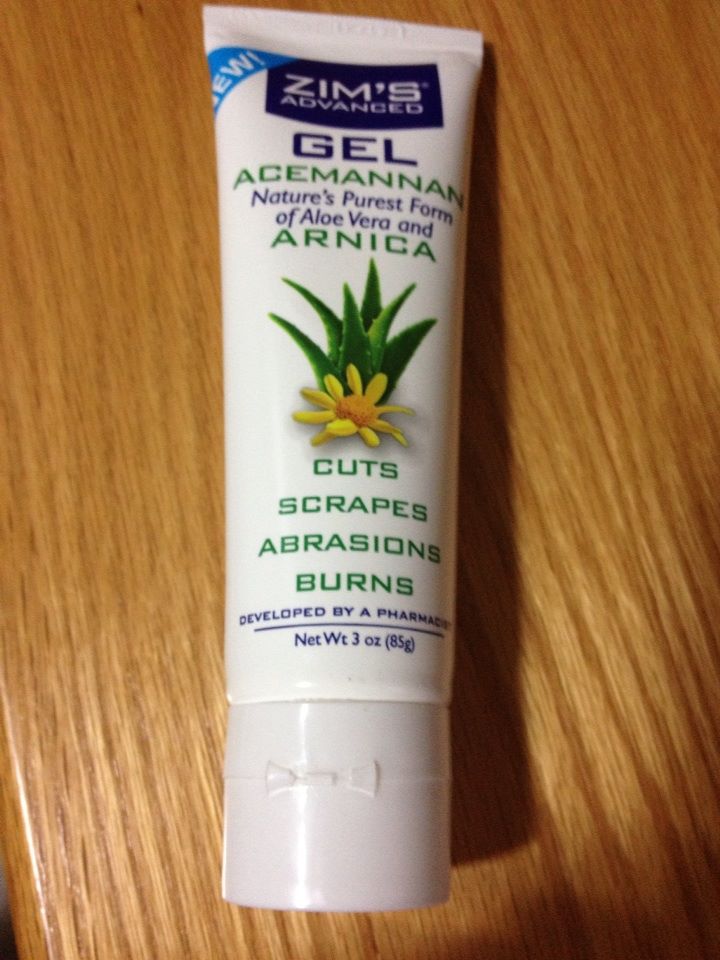 EW!
ZIM'S®
ADVANCED
GEL
ACEMANNAN
Nature's Purest Form
of Aloe Vera and
ARNICA
CUTS
SCRAPES
ABRASIONS
BURNS
DEVELOPED BY A PHARMACIST
Net Wt 3 oz (85g)